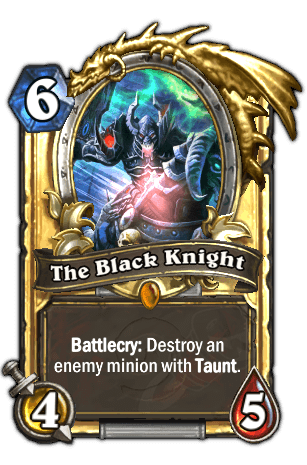 6
The Black Knight
Battlecry: Destroy an
enemy minion with Taunt.
4
5